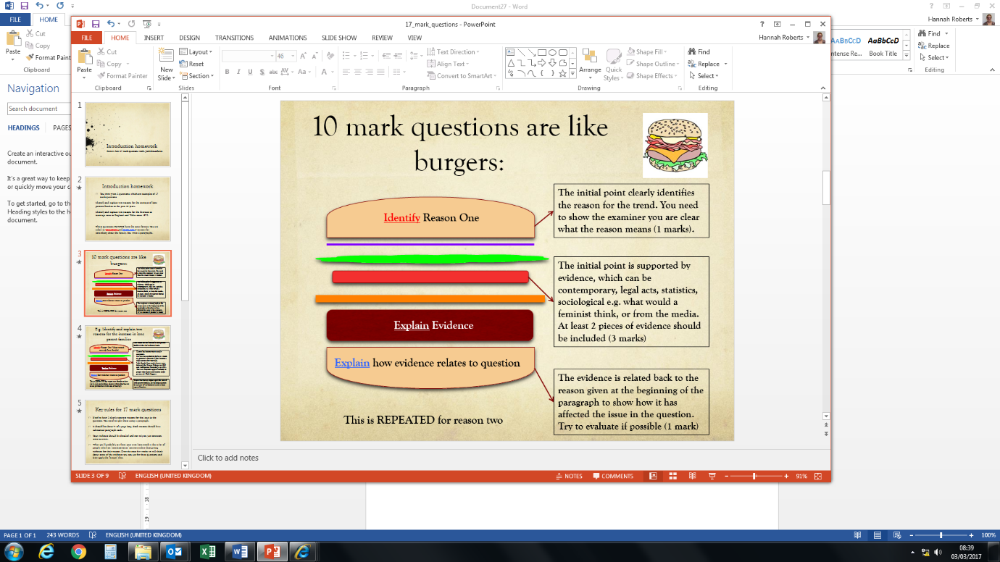 Document27 - Word
FILE
HOME
Hannah Roberts
Paste
Cut
Copy
Format Pain
Clipboard
Intense Re...
AaBbCcD
Book Title
Find
Replace
Select
Editing
Navigation
Search document
HEADINGS
PAGES
Create an interactive ou
document.
It's a great way to keep
or quickly move your c
To get started, go to th
Heading styles to the h
document.
17_mark_questions - PowerPoint
FILE
HOME
INSERT
DESIGN
TRANSITIONS
ANIMATIONS
SLIDE SHOW
REVIEW
VIEW
Hannah Roberts
Paste
Cut
Copy
Format Painter
Clipboard
New
Slide
Layout
Reset
Section
Slides
46
Font
Text Direction
Align Text
Convert to SmartArt
Paragraph
Arrange
Quick
Styles
Shape Fill
Shape Outline
Shape Effects
Drawing
Find
Replace
Select
Editing
1
Introduction homework
2
Introduction homework
3
10 mark questions are like
burgers:
4
E.g. Identify and explain two
reasons for the increase in lone
parent families
5
Key rules for 17 mark questions
10 mark questions are like
burgers:
Identify Reason One
Explain Evidence
Explain how evidence relates to question
This is REPEATED for reason two
The initial point clearly identifies
the reason for the trend. You need
to show the examiner you are clear
what the reason means (1 marks).
The initial point is supported by
evidence, which can be
contemporary, legal acts, statistics,
sociological e.g. what would a
feminist think, or from the media.
At least 2 pieces of evidence should
be included (3 marks)
The evidence is related back to the
reason given at the beginning of the
paragraph to show how it has
affected the issue in the question.
Try to evaluate if possible (1 mark)
Click to add notes
SLIDE 3 OF 9
ENGLISH (UNITED KINGDOM)
NOTES
COMMENTS
91%
18
19
PAGE 1 OF 1
243 WORDS
ENGLISH (UNITED KINGDOM)
100%
08:39
03/03/2017